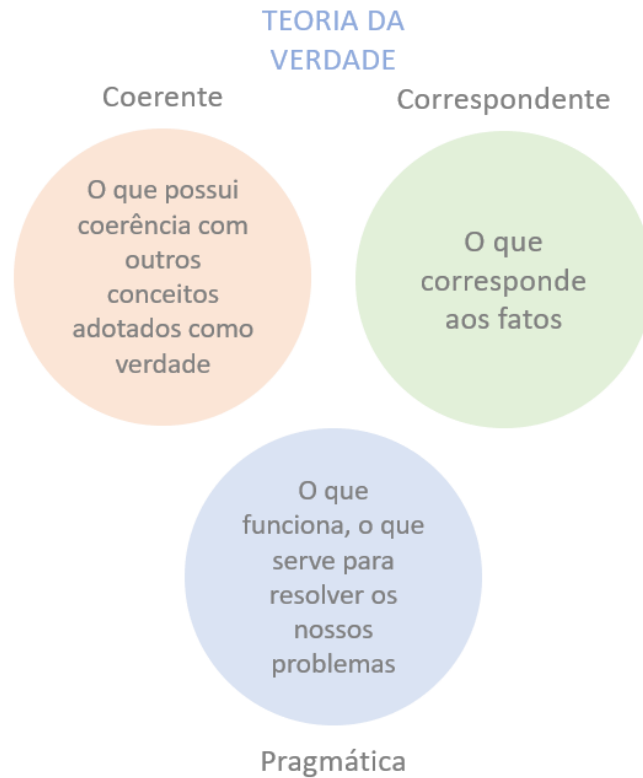 TEORIA DA
VERDADE
Coerente
Correspondente
O que possui
coerência com
outros
conceitos
adotados como
verdade
O que
corresponde
aos fatos
O que
funciona, o que
serve para
resolver os
nossos
problemas
Pragmática